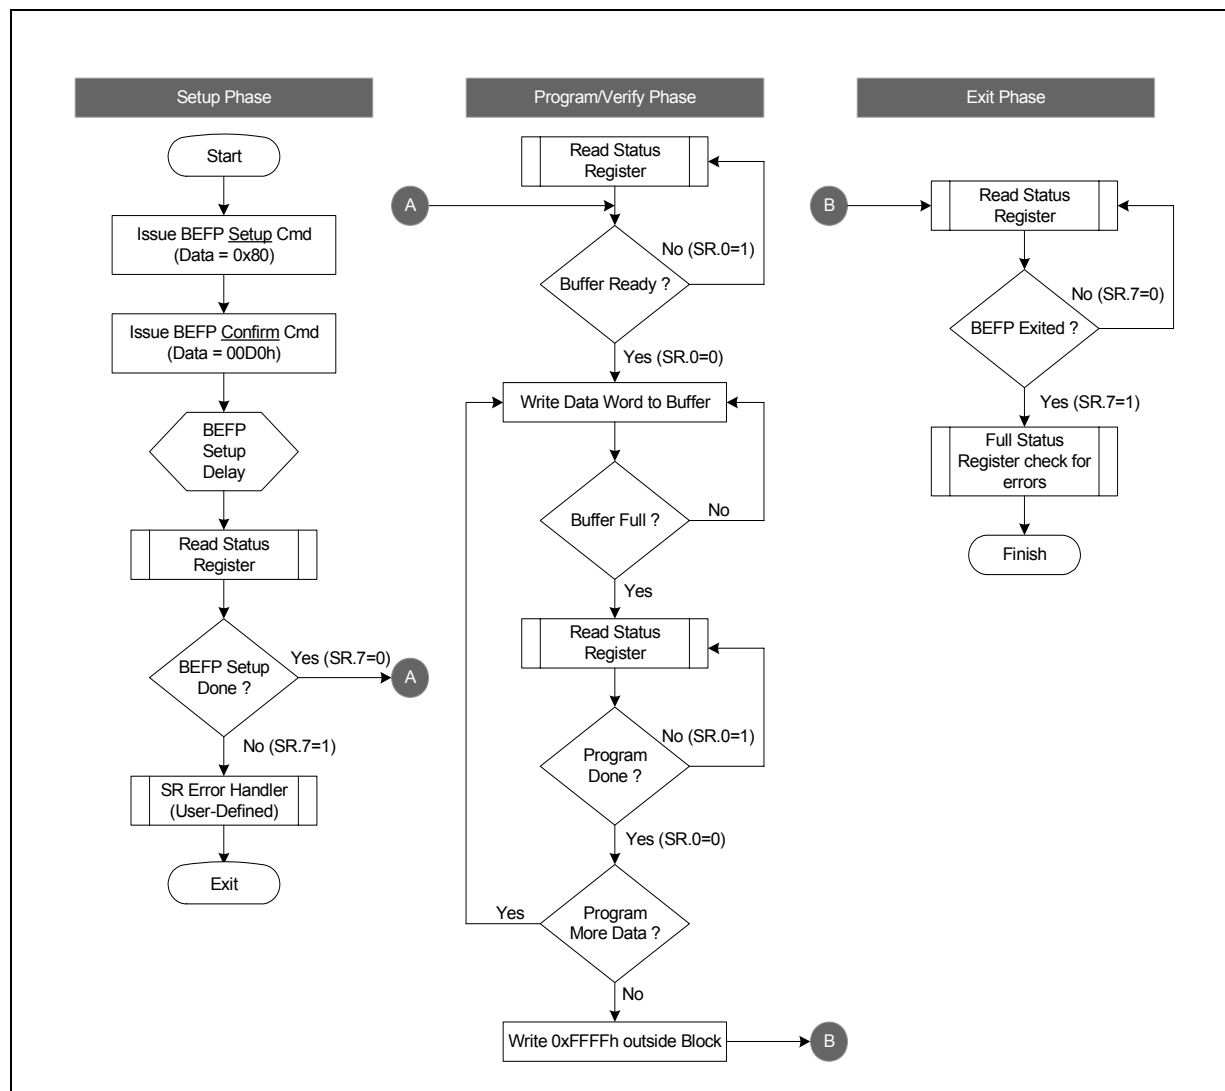 Setup Phase
Start
Issue BEFP Setup Cmd
(Data = 0x80)
Issue BEFP Confirm Cmd
(Data = 00D0h)
BEFP
Setup
Delay
Read Status
Register
BEFP Setup
Done ?
Yes (SR.7=0)
A
No (SR.7=1)
SR Error Handler
(User-Defined)
Exit
Program/Verify Phase
Read Status
Register
A
No (SR.0=1)
Buffer Ready ?
Yes (SR.0=0)
Write Data Word to Buffer
Buffer Full ?
No
Yes
Read Status
Register
No (SR.0=1)
Program
Done ?
Yes (SR.0=0)
Yes
Program
More Data ?
No
Write 0xFFFFh outside Block
B
Exit Phase
B
Read Status
Register
No (SR.7=0)
BEFP Exited ?
Yes (SR.7=1)
Full Status
Register check for
errors
Finish